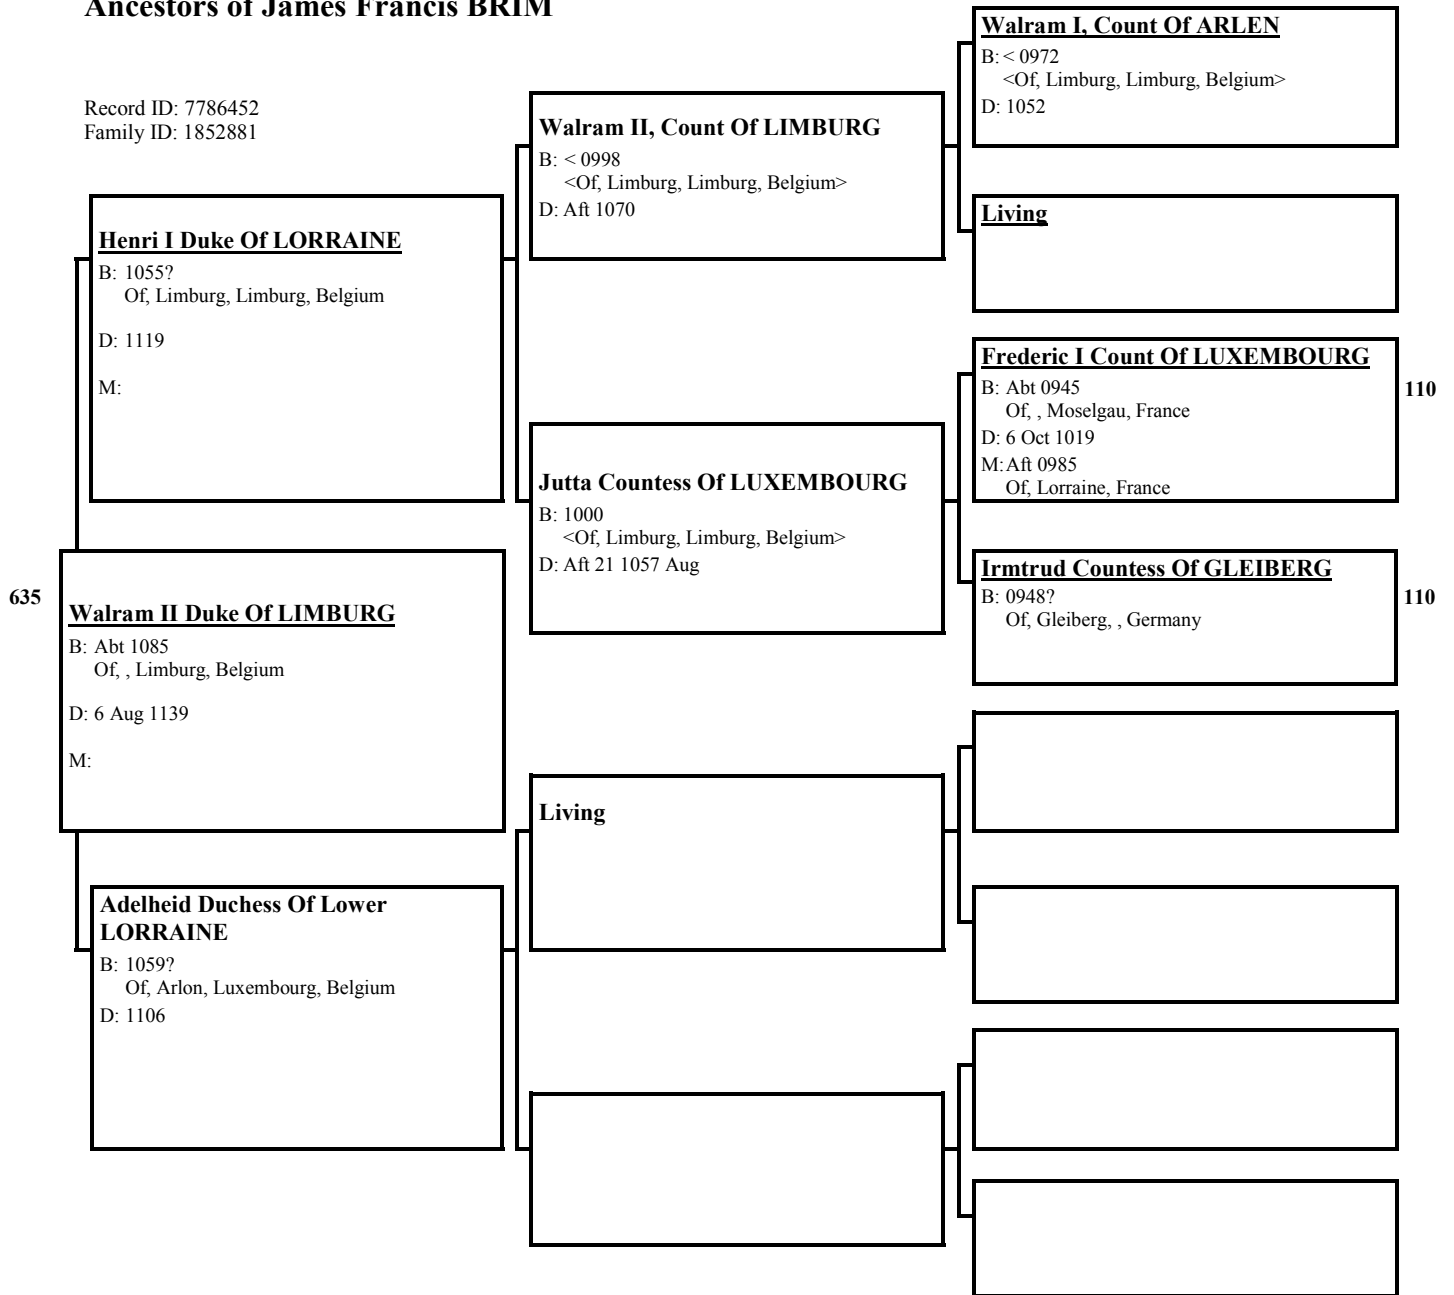 Ancestors of James Francis BRIM
Record ID: 7786452
Family ID: 1852881
635
Walram II Duke Of LIMBURG
B: Abt 1085
Of, , Limburg, Belgium
D: 6 Aug 1139
M:
Henri I Duke Of LORRAINE
B: 1055?
Of, Limburg, Limburg, Belgium
D: 1119
M:
Adelheid Duchess Of Lower
LORRAINE
B: 1059?
Of, Arlon, Luxembourg, Belgium
D: 1106
Walram II, Count Of LIMBURG
B: < 0998
<Of, Limburg, Limburg, Belgium>
D: Aft 1070
Jutta Countess Of LUXEMBOURG
B: 1000
<Of, Limburg, Limburg, Belgium>
D: Aft 21 1057 Aug
Living
Walram I, Count Of ARLEN
B: < 0972
<Of, Limburg, Limburg, Belgium>
D: 1052
Living
Frederic I Count Of LUXEMBOURG
B: Abt 0945
Of, , Moselgau, France
D: 6 Oct 1019
M: Aft 0985
Of, Lorraine, France
110
Irmtrud Countess Of GLEIBERG
B: 0948?
Of, Gleiberg, , Germany
110